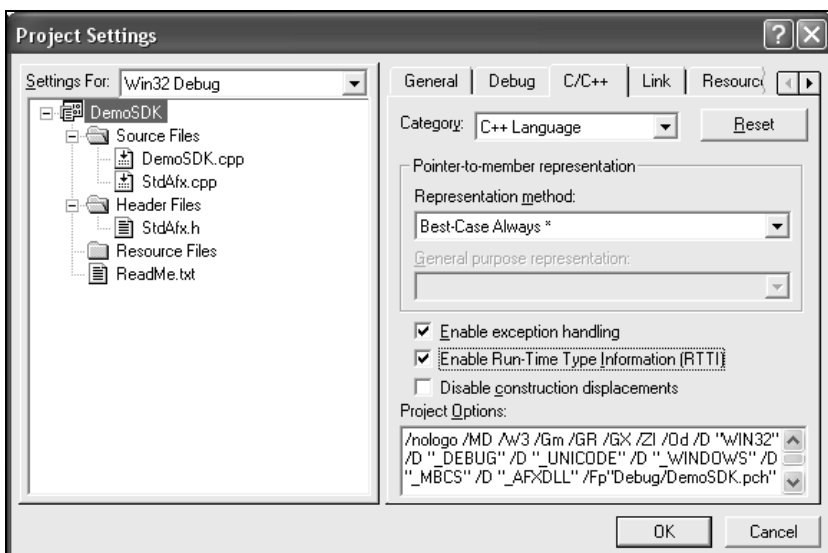 Project Settings
Settings For: Win32 Debug
DemoSDK
Source Files
DemoSDK.cpp
StdAfx.cpp
Header Files
StdAfx.h
Resource Files
ReadMe.txt
General Debug C/C++ Link Resourc
Category: C++ Language Reset
Pointer-to-member representation
Representation method:
Best-Case Always *
General purpose representation:
Enable exception handling
Enable Run-Time Type Information (RTTI)
Disable construction displacements
Project Options:
/nologo /MD /W3 /Gm /GR /GX /ZI /Od /D "WIN32"
/D "_DEBUG" /D "_UNICODE" /D "_WINDOWS" /D
"_MBCS" /D "_AFXDLL" /Fp"Debug/DemoSDK.pch"
OK Cancel